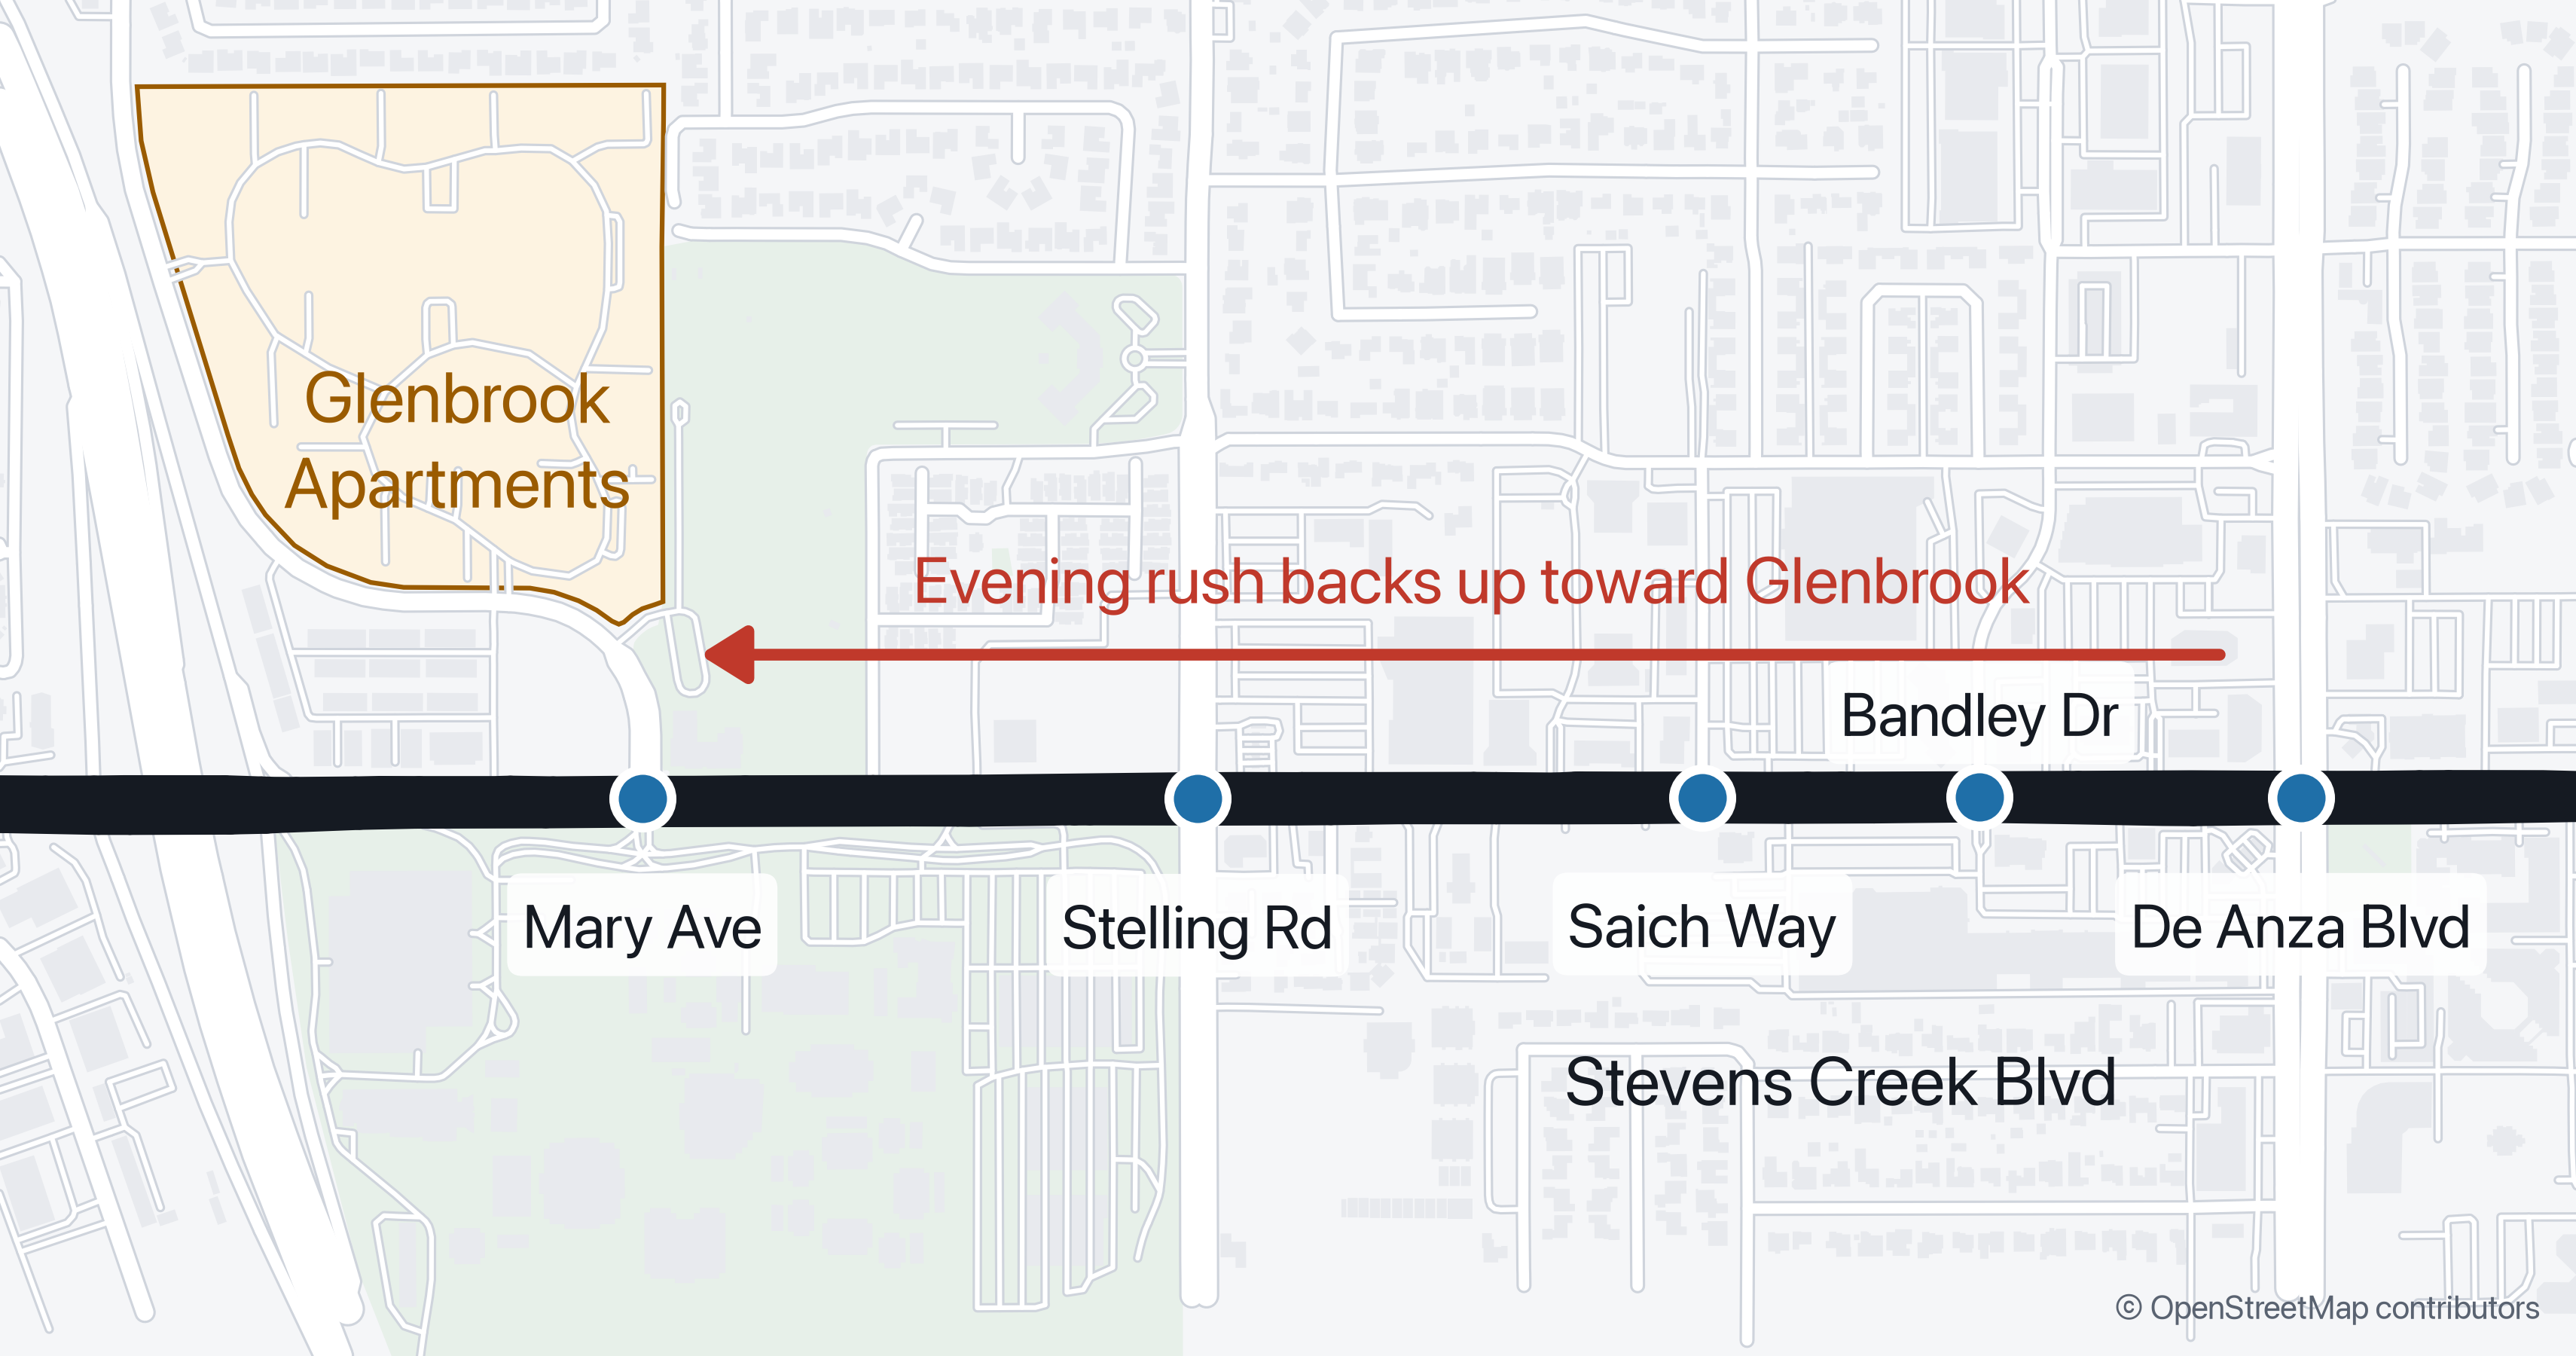 Glenbrook
Apartments
Evening rush backs up toward Glenbrook
Bandley Dr
Mary Ave
Stelling Rd
Saich Way
De Anza Blvd
Stevens Creek Blvd
© OpenStreetMap contributors